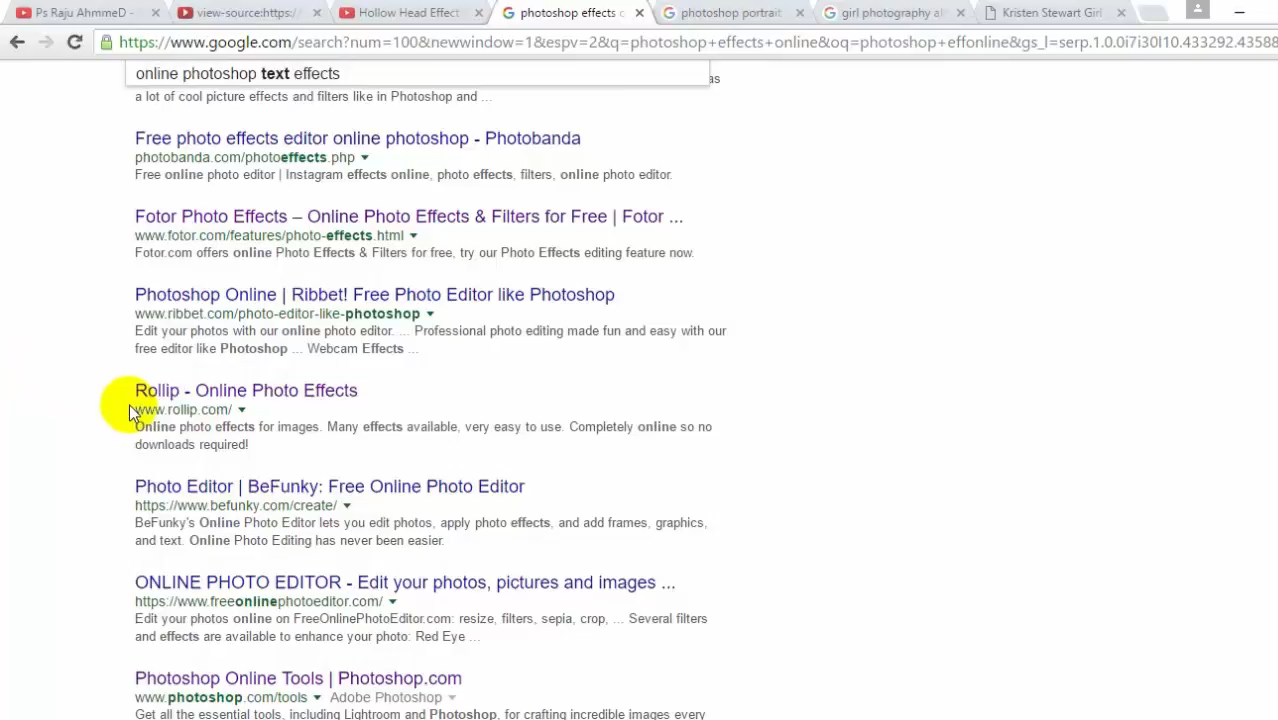 Ps Raju AhmmeD -
view-source:https:/
Hollow Head Effect
photoshop effects o
photoshop portrait
girl photography al
Kristen Stewart Girl
https://www.google.com/search?num=100&newwindow=1&espv=2&q=photoshop+effects+online&oq=photoshop+effonline&gs_l=serp.1.0.0i7i30l10.433292.43588
online photoshop text effects
as
a lot of cool picture effects and filters like in Photoshop and ...
Free photo effects editor online photoshop - Photobanda
photobanda.com/photoeffects.php
Free online photo editor | Instagram effects online, photo effects, filters, online photo editor.
Fotor Photo Effects – Online Photo Effects & Filters for Free | Fotor ...
www.fotor.com/features/photo-effects.html
Fotor.com offers online Photo Effects & Filters for free, try our Photo Effects editing feature now.
Photoshop Online | Ribbet! Free Photo Editor like Photoshop
www.ribbet.com/photo-editor-like-photoshop
Edit your photos with our online photo editor. ... Professional photo editing made fun and easy with our
free editor like Photoshop ... Webcam Effects ...
Rollip - Online Photo Effects
www.rollip.com/
Online photo effects for images. Many effects available, very easy to use. Completely online so no
downloads required!
Photo Editor | BeFunky: Free Online Photo Editor
https://www.befunky.com/create/
BeFunky's Online Photo Editor lets you edit photos, apply photo effects, and add frames, graphics,
and text. Online Photo Editing has never been easier.
ONLINE PHOTO EDITOR - Edit your photos, pictures and images ...
https://www.freeonlinephotoeditor.com/
Edit your photos online on FreeOnlinePhotoEditor.com: resize, filters, sepia, crop, ... Several filters
and effects are available to enhance your photo: Red Eye ...
Photoshop Online Tools | Photoshop.com
www.photoshop.com/tools Adobe Photoshop
Get all the essential tools, including Lightroom and Photoshop, for crafting incredible images every